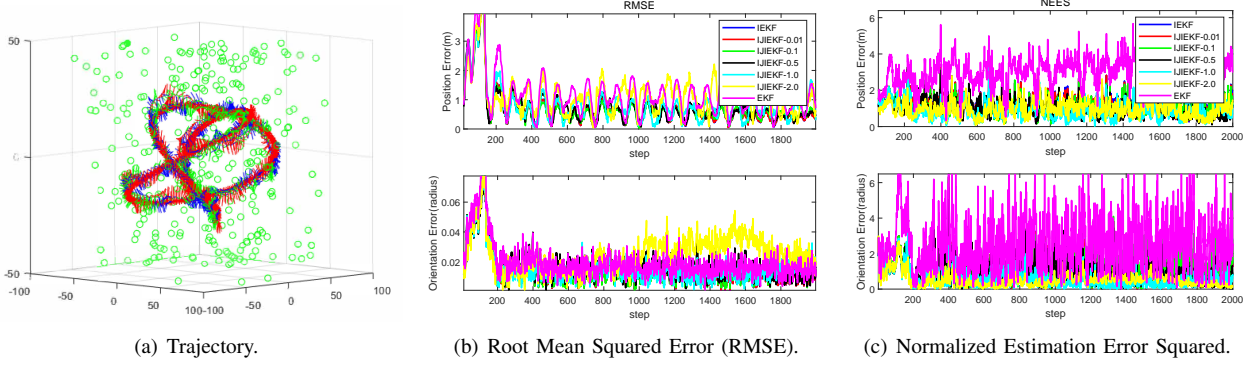 50
0
-50
-100
-50
0
50
100
-100
-50
0
50
100
(a) Trajectory.
RMSE
Position Error(m)
3
2
1
0
200 400 600 800 1000 1200 1400 1600 1800
step
IEKF
IJIEKF-0.01
IJIEKF-0.1
IJIEKF-0.5
IJIEKF-1.0
IJIEKF-2.0
EKF
Orientation Error(radius)
0.06
0.04
0.02
200 400 600 800 1000 1200 1400 1600 1800
step
(b) Root Mean Squared Error (RMSE).
NEES
Position Error(m)
6
4
2
0
200 400 600 800 1000 1200 1400 1600 1800 2000
step
IEKF
IJIEKF-0.01
IJIEKF-0.1
IJIEKF-0.5
IJIEKF-1.0
IJIEKF-2.0
EKF
Orientation Error(radius)
6
4
2
0
200 400 600 800 1000 1200 1400 1600 1800 2000
step
(c) Normalized Estimation Error Squared.